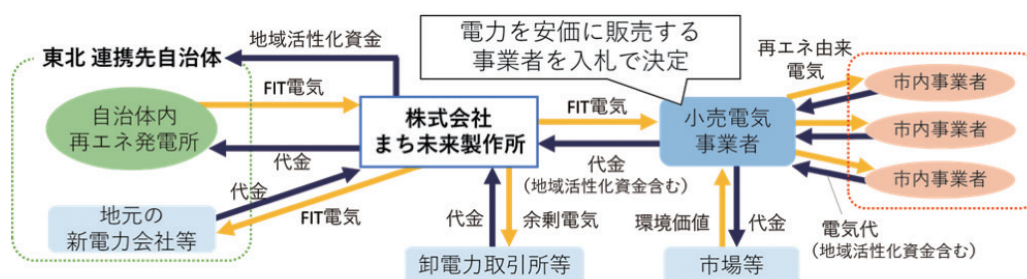 東北 連携先自治体
地域活性化資金
電力を安価に販売する
事業者を入札で決定
再エネ由来
電気
市内事業者
自治体内
再エネ発電所
FIT電気
株式会社
まち未来製作所
FIT電気
小売電気
事業者
市内事業者
代金
代金
(地域活性化資金含む)
市内事業者
地元の
新電力会社等
代金
FIT電気
代金
余剰電気
環境価値
代金
電気代
(地域活性化資金含む)
卸電力取引所等
市場等